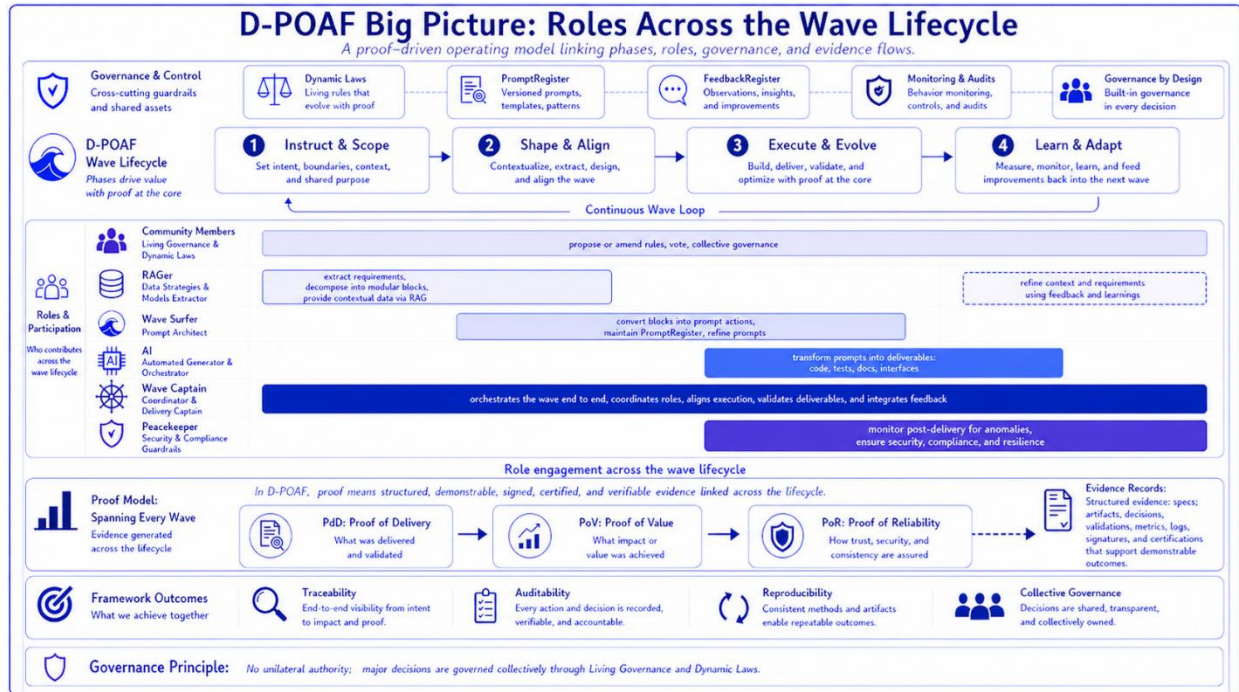 D-POAF Big Picture: Roles Across the Wave Lifecycle
A proof-driven operating model linking phases, roles, governance, and evidence flows.
Governance & Control
Cross-cutting guardrails
and shared assets
Dynamic Laws
Living rules that
evolve with proof
PromptRegister
Versioned prompts,
templates, patterns
FeedbackRegister
Observations, insights,
and improvements
Monitoring & Audits
Behavior monitoring,
controls, and audits
Governance by Design
Built-in governance
in every decision
D-POAF
Wave Lifecycle
Phases drive value
with proof at the core
1 Instruct & Scope
Set intent, boundaries, context,
and shared purpose
2 Shape & Align
Contextualize, extract, design,
and align the wave
3 Execute & Evolve
Build, deliver, validate, and
optimize with proof at the core
4 Learn & Adapt
Measure, monitor, learn, and feed
improvements back into the next wave
Continuous Wave Loop
Roles &
Participation
Who contributes
across the
wave lifecycle
Community Members
Living Governance &
Dynamic Laws
propose or amend rules, vote, collective governance
RAGer
Data Strategies &
Models Extractor
extract requirements,
decompose into modular blocks,
provide contextual data via RAG
refine context and requirements
using feedback and learnings
Wave Surfer
Prompt Architect
convert blocks into prompt actions,
maintain PromptRegister, refine prompts
AI
AI
Automated Generator &
Orchestrator
transform prompts into deliverables:
code, tests, docs, interfaces
Wave Captain
Coordinator &
Delivery Captain
orchestrates the wave end to end, coordinates roles, aligns execution, validates deliverables, and integrates feedback
Peacekeeper
Security & Compliance
Guardrails
monitor post-delivery for anomalies,
ensure security, compliance, and resilience
Role engagement across the wave lifecycle
Proof Model:
Spanning Every Wave
Evidence generated
across the lifecycle
In D-POAF, proof means structured, demonstrable, signed, certified, and verifiable evidence linked across the lifecycle.
PdD: Proof of Delivery
What was delivered
and validated
PoV: Proof of Value
What impact or
value was achieved
PoR: Proof of Reliability
How trust, security, and
consistency are assured
Evidence Records:
Structured evidence: specs;
artifacts, decisions,
validations, metrics, logs,
signatures, and certifications
that support demonstrable
outcomes.
Framework Outcomes
What we achieve together
Traceability
End-to-end visibility from intent
to impact and proof.
Auditability
Every action and decision is recorded,
verifiable, and accountable.
Reproducibility
Consistent methods and artifacts
enable repeatable outcomes.
Collective Governance
Decisions are shared, transparent,
and collectively owned.
Governance Principle: No unilateral authority; major decisions are governed collectively through Living Governance and Dynamic Laws.